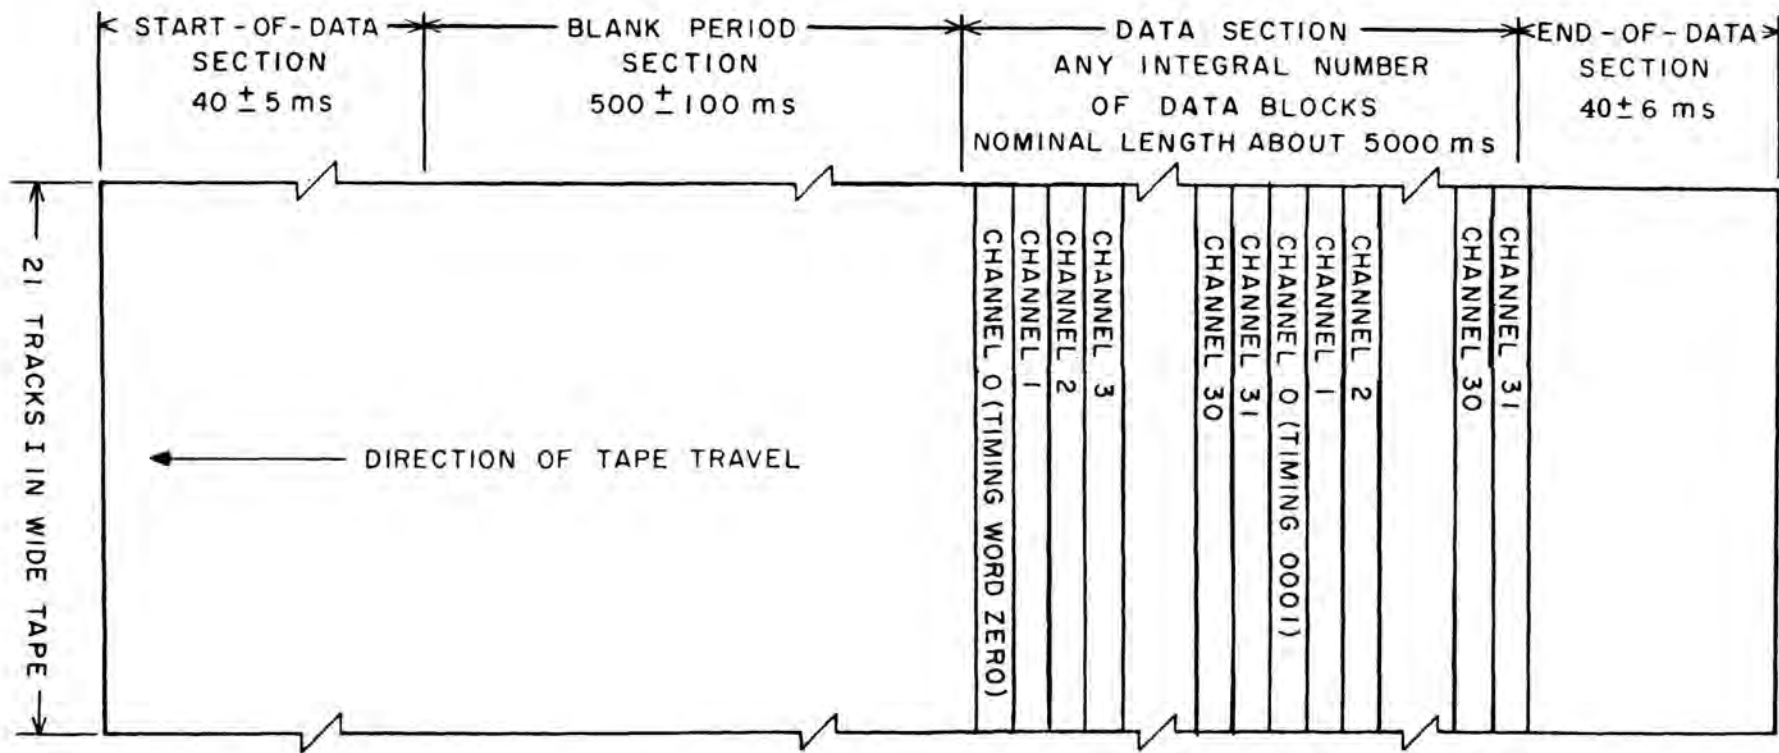 START-OF-DATA
SECTION
40 ± 5 ms
BLANK PERIOD
SECTION
500 ± 100 ms
DATA SECTION
ANY INTEGRAL NUMBER
OF DATA BLOCKS
NOMINAL LENGTH ABOUT 5000 ms
END-OF-DATA
SECTION
40± 6 ms
21 TRACKS I IN WIDE TAPE
DIRECTION OF TAPE TRAVEL
CHANNEL 0 (TIMING WORD ZERO)
CHANNEL 1
CHANNEL 2
CHANNEL 3
CHANNEL 30
CHANNEL 31
CHANNEL 0 (TIMING 0001)
CHANNEL 1
CHANNEL 2
CHANNEL 30
CHANNEL 31